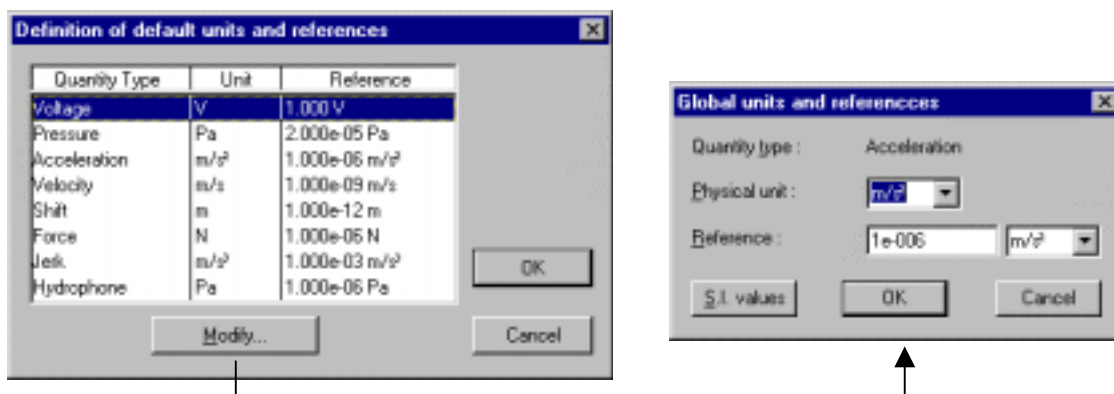 Definition of default units and references
Quantity Type Unit Reference
Voltage V 1.000 V
Pressure Pa 2.000e-05 Pa
Acceleration m/s² 1.000e-06 m/s²
Velocity m/s 1.000e-09 m/s
Shift m 1.000e-12 m
Force N 1.000e-06 N
Jerk m/s² 1.000e-03 m/s²
Hydrophone Pa 1.000e-06 Pa
OK
Modify...
Cancel
Global units and referencces
Quantity type : Acceleration
Physical unit : m/s²
Reference : 1e-006 m/s²
S.I. values OK Cancel